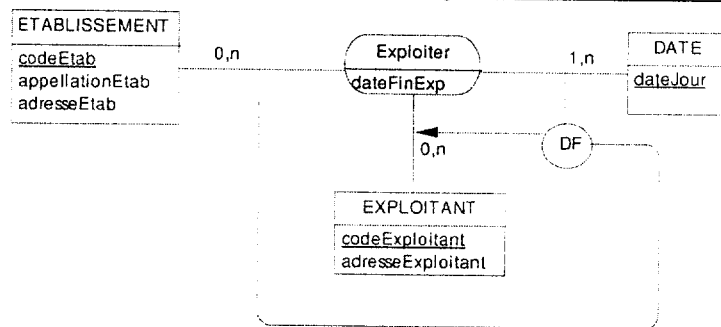 ETABLISSEMENT
codeEtab
appellationEtab
adresseEtab
0,n
Exploiter
dateFinExp
1,n
DATE
dateJour
0,n
DF
EXPLOITANT
codeExploitant
adresseExploitant